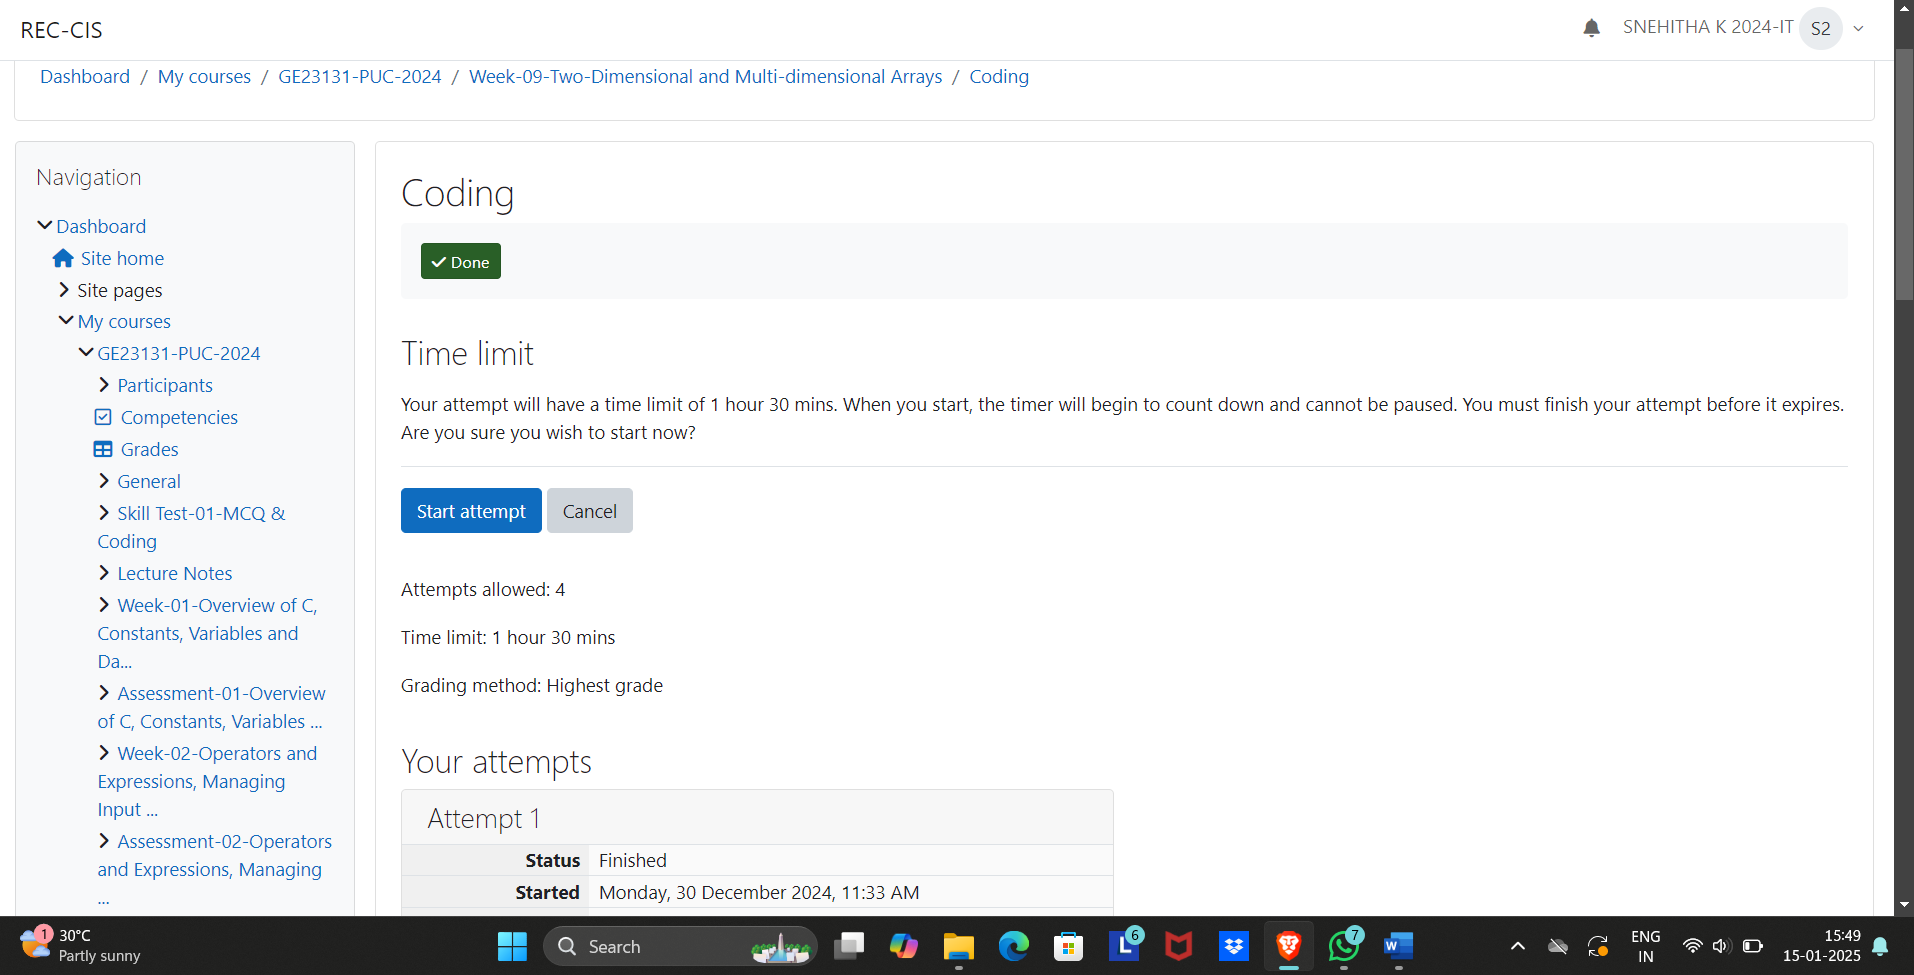 REC-CIS
SNEHITHA K 2024-IT S2
Dashboard / My courses / GE23131-PUC-2024 / Week-09-Two-Dimensional and Multi-dimensional Arrays / Coding
Navigation
Dashboard
Site home
Site pages
My courses
GE23131-PUC-2024
Participants
Competencies
Grades
General
Skill Test-01-MCQ &
Coding
Lecture Notes
Week-01-Overview of C,
Constants, Variables and
Da...
Assessment-01-Overview
of C, Constants, Variables ...
Week-02-Operators and
Expressions, Managing
Input ...
Assessment-02-Operators
and Expressions, Managing
...
Coding
Done
Time limit
Your attempt will have a time limit of 1 hour 30 mins. When you start, the timer will begin to count down and cannot be paused. You must finish your attempt before it expires.
Are you sure you wish to start now?
Start attempt Cancel
Attempts allowed: 4
Time limit: 1 hour 30 mins
Grading method: Highest grade
Your attempts
Attempt 1
Status Finished
Started Monday, 30 December 2024, 11:33 AM
1
30°C
Partly sunny
Search
L 6
7
W
ENG
IN
15:49
15-01-2025